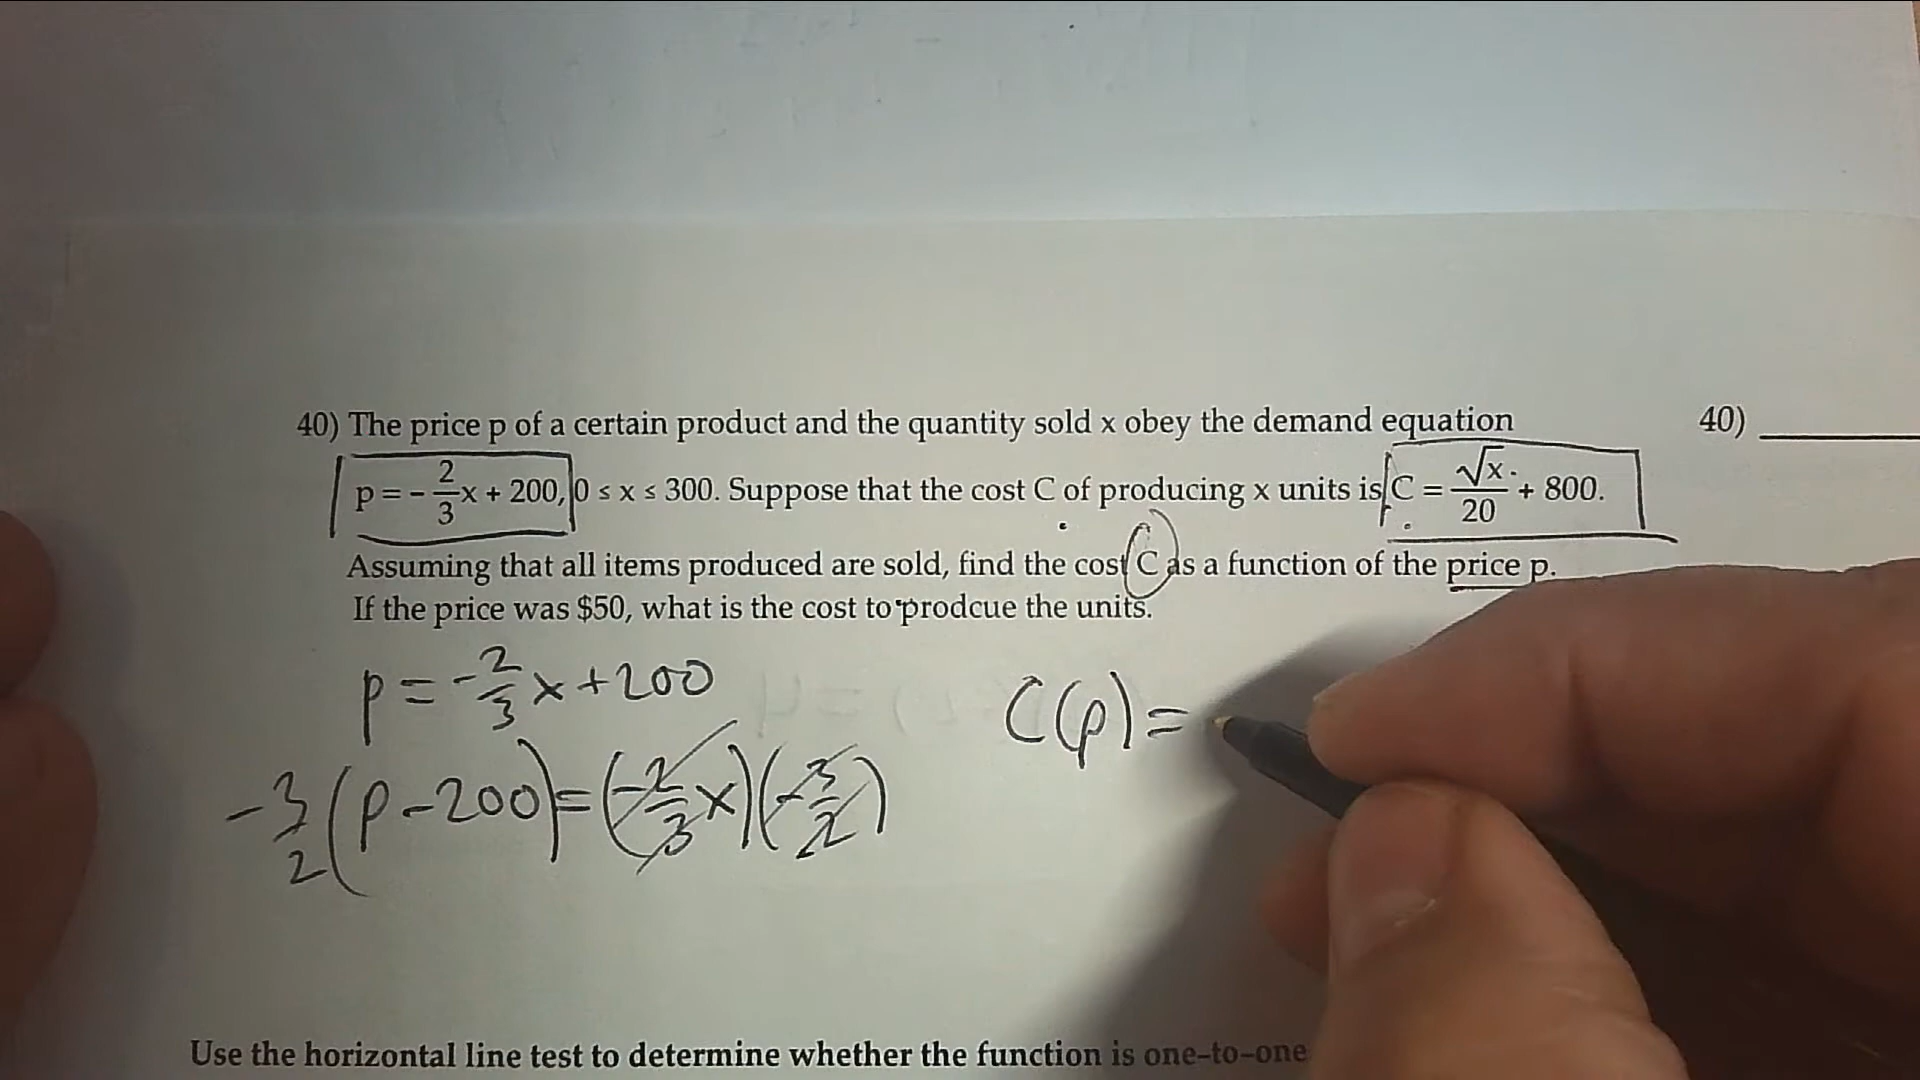 40) The price p of a certain product and the quantity sold x obey the demand equation 40)
p = - 2/3 x + 200, 0 ≤ x ≤ 300. Suppose that the cost C of producing x units is C = √x/20 + 800.
Assuming that all items produced are sold, find the cost C as a function of the price p.
If the price was $50, what is the cost to prodcue the units.
p = - 2/3 x + 200
C(p) =
- 3/2 (p - 200) = (- 2/3 x)(- 3/2)
Use the horizontal line test to determine whether the function is one-to-one